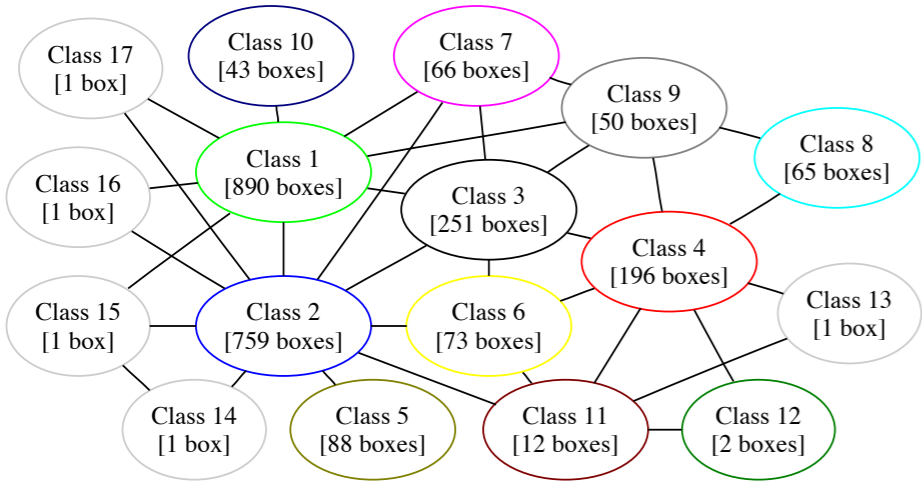 Class 17
[1 box]
Class 10
[43 boxes]
Class 7
[66 boxes]
Class 9
[50 boxes]
Class 8
[65 boxes]
Class 1
[890 boxes]
Class 16
[1 box]
Class 3
[251 boxes]
Class 4
[196 boxes]
Class 15
[1 box]
Class 2
[759 boxes]
Class 6
[73 boxes]
Class 13
[1 box]
Class 14
[1 box]
Class 5
[88 boxes]
Class 11
[12 boxes]
Class 12
[2 boxes]